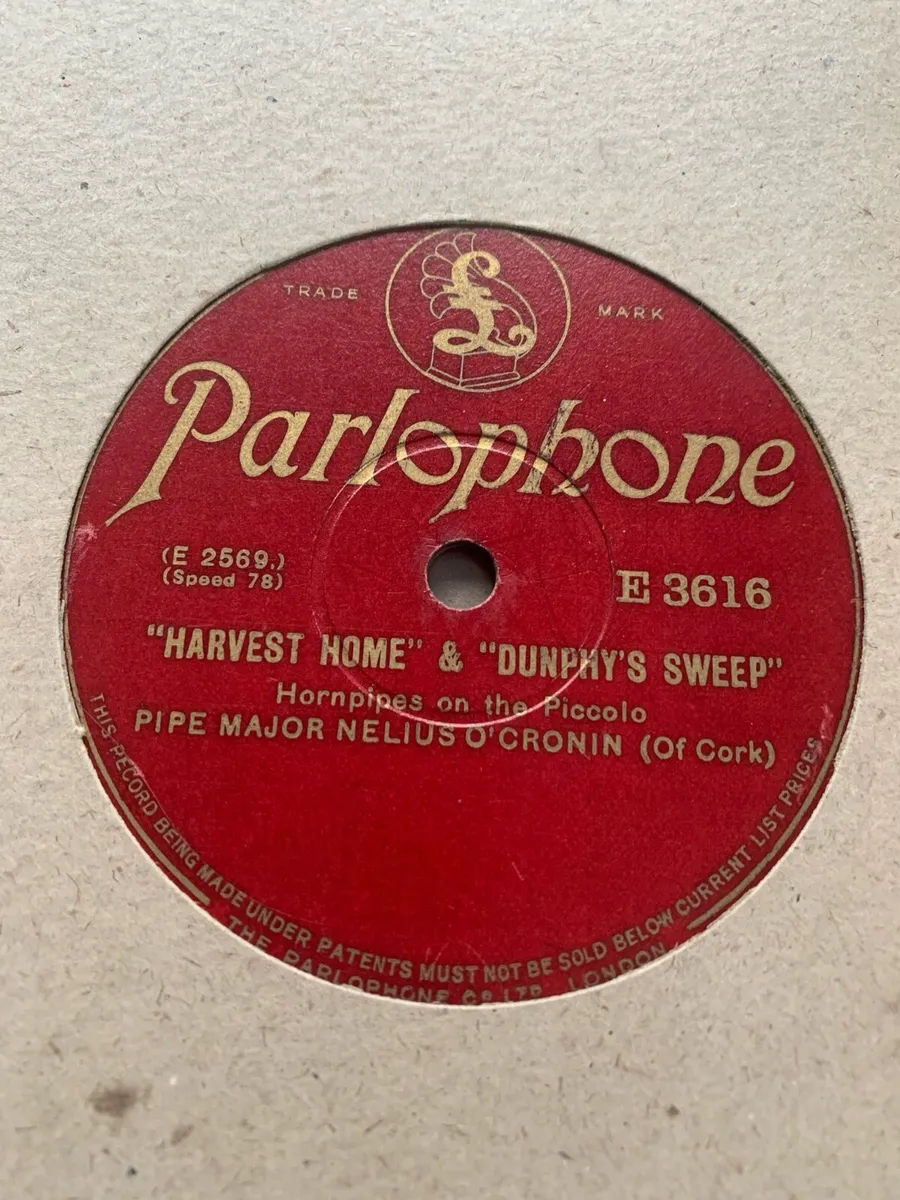 TRADE MARK
£
Parlophone
(E 2569.)
(Speed 78)
E 3616
"HARVEST HOME" & "DUNPHY'S SWEEP"
Hornpipes on the Piccolo
PIPE MAJOR NELIUS O'CRONIN (Of Cork)
THIS RECORD BEING MADE UNDER PATENTS MUST NOT BE SOLD BELOW CURRENT LIST PRICES
THE PARLOPHONE CO LTD. LONDON